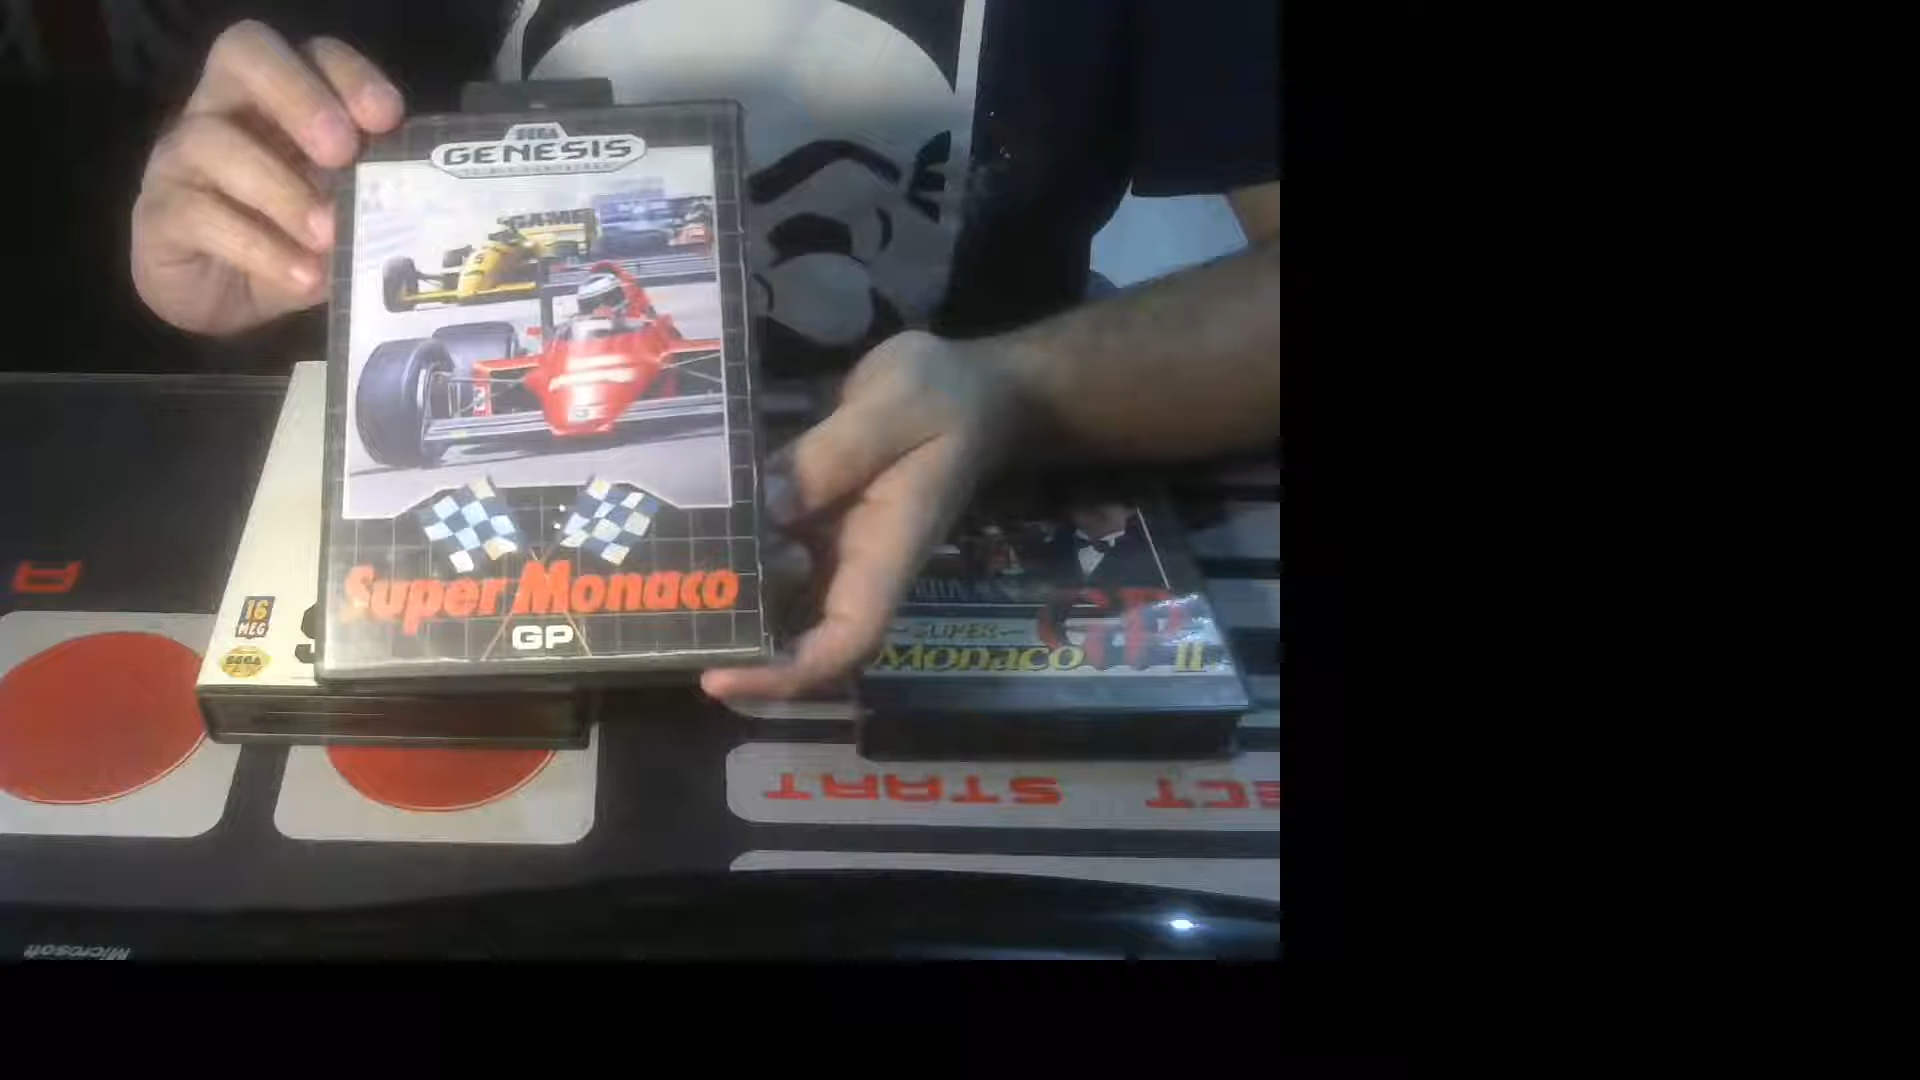 SEGA
GENESIS
GAME
Super Monaco
GP
16
MEG
SEGA
SUPER
Monaco GP II
A
START
Microsoft